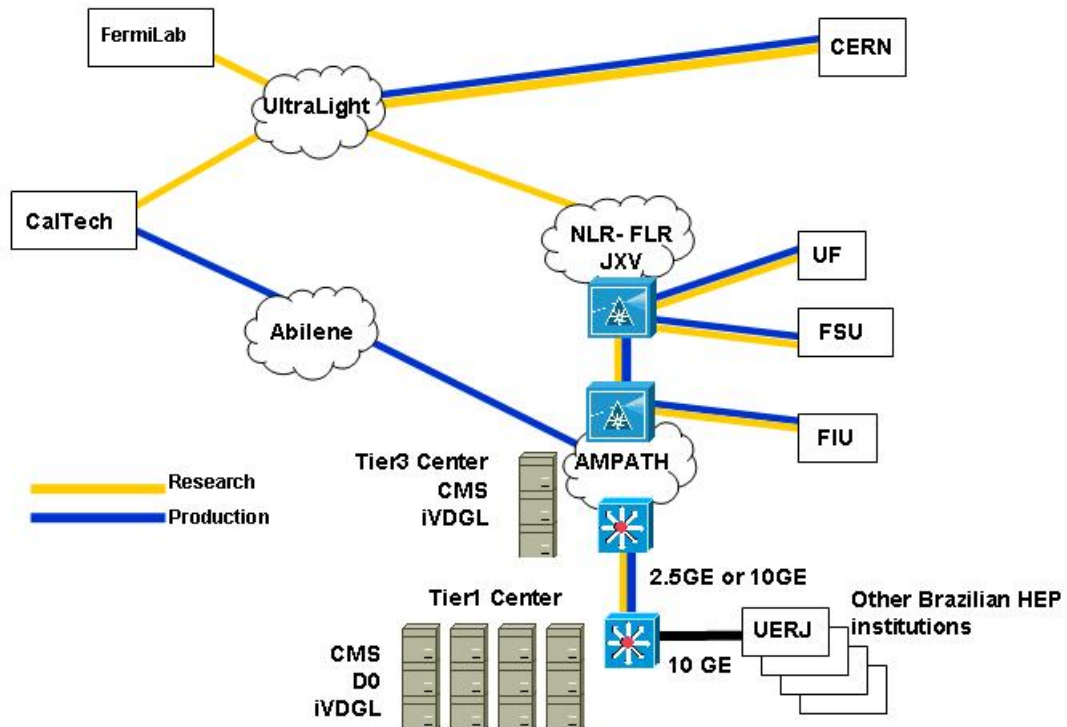 FermiLab
CERN
UltraLight
CalTech
NLR- FLR
JXV
UF
Abilene
FSU
FIU
Tier3 Center
CMS
iVDGL
AMPATH
Research
Production
2.5GE or 10GE
Tier1 Center
CMS
D0
iVDGL
10 GE
UERJ
Other Brazilian HEP
institutions